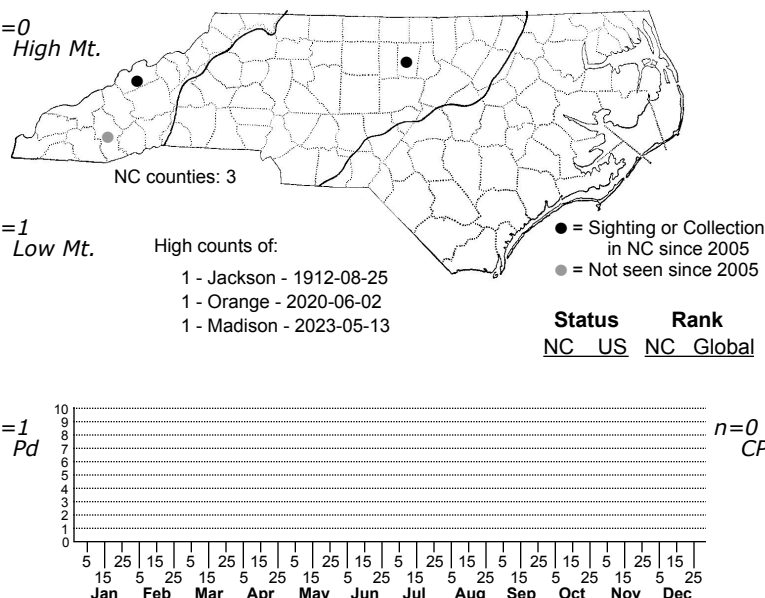 =0
High Mt.
NC counties: 3
=1
Low Mt.
High counts of:
1 - Jackson - 1912-08-25
1 - Orange - 2020-06-02
1 - Madison - 2023-05-13
= Sighting or Collection
in NC since 2005
= Not seen since 2005
Status Rank
NC US NC Global
=1
Pd
10
9
8
7
6
5
4
3
2
1
0
n=0
CP
5 25 15 5 25 15 5 25 15 5 25 15 5 25 15 5 25 15
15 5 25 15 5 25 15 5 25 15 5 25 15 5 25 15 5 25
Jan Feb Mar Apr May Jun Jul Aug Sep Oct Nov Dec